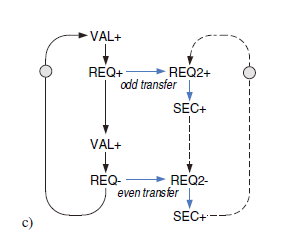 VAL+
REQ+ REQ2+
odd transfer
SEC+
VAL+
REQ- REQ2-
even transfer
SEC+
c)